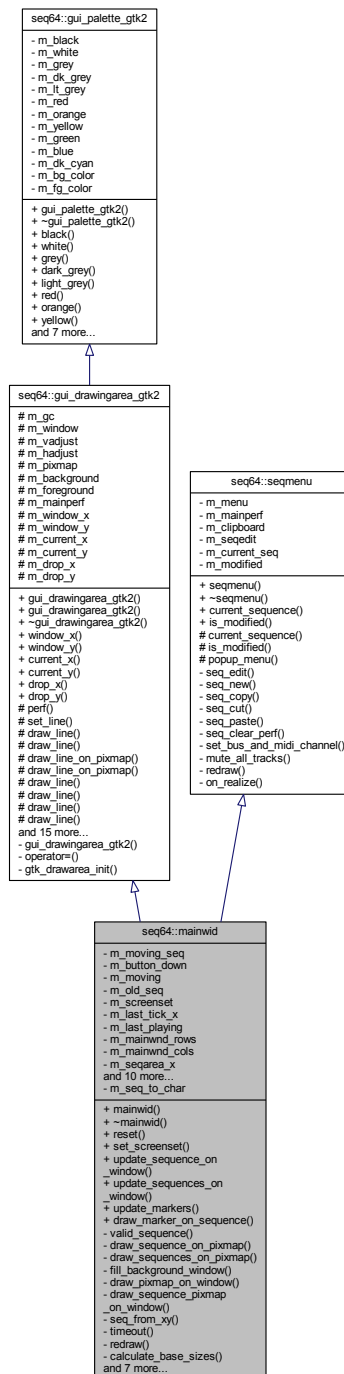 seq64::gui_palette_gtk2
- m_black
- m_white
- m_grey
- m_dk_grey
- m_lt_grey
- m_red
- m_orange
- m_yellow
- m_green
- m_blue
- m_dk_cyan
- m_bg_color
- m_fg_color
+ gui_palette_gtk2()
+ ~gui_palette_gtk2()
+ black()
+ white()
+ grey()
+ dark_grey()
+ light_grey()
+ red()
+ orange()
+ yellow()
and 7 more...
seq64::gui_drawingarea_gtk2
# m_gc
# m_window
# m_vadjust
# m_hadjust
# m_pixmap
# m_background
# m_foreground
# m_mainperf
# m_window_x
# m_window_y
# m_current_x
# m_current_y
# m_drop_x
# m_drop_y
+ gui_drawingarea_gtk2()
+ gui_drawingarea_gtk2()
+ ~gui_drawingarea_gtk2()
+ window_x()
+ window_y()
+ current_x()
+ current_y()
+ drop_x()
+ drop_y()
# perf()
# set_line()
# draw_line()
# draw_line()
# draw_line_on_pixmap()
# draw_line_on_pixmap()
# draw_line()
# draw_line()
# draw_line()
# draw_line()
and 15 more...
- gui_drawingarea_gtk2()
- operator=()
- gtk_drawarea_init()
seq64::seqmenu
- m_menu
- m_mainperf
- m_clipboard
- m_seqedit
- m_current_seq
- m_modified
+ seqmenu()
+ ~seqmenu()
+ current_sequence()
+ is_modified()
# current_sequence()
# is_modified()
# popup_menu()
- seq_edit()
- seq_new()
- seq_copy()
- seq_cut()
- seq_paste()
- seq_clear_perf()
- set_bus_and_midi_channel()
- mute_all_tracks()
- redraw()
- on_realize()
seq64::mainwid
- m_moving_seq
- m_button_down
- m_moving
- m_old_seq
- m_screenset
- m_last_tick_x
- m_last_playing
- m_mainwnd_rows
- m_mainwnd_cols
- m_seqarea_x
and 10 more...
- m_seq_to_char
+ mainwid()
+ ~mainwid()
+ reset()
+ set_screenset()
+ update_sequence_on
_window()
+ update_sequences_on
_window()
+ update_markers()
+ draw_marker_on_sequence()
- valid_sequence()
- draw_sequence_on_pixmap()
- draw_sequences_on_pixmap()
- fill_background_window()
- draw_pixmap_on_window()
- draw_sequence_pixmap
_on_window()
- seq_from_xy()
- timeout()
- redraw()
- calculate_base_sizes()
and 7 more...